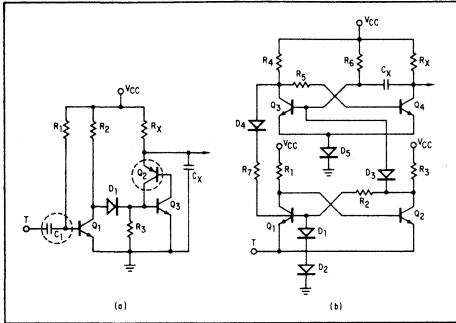 VCC
R4
R6
RX
CX
R5
VCC
Q3
Q4
R1
R2
RX
D4
D5
VCC
VCC
Q2
CX
D3
R7
R1
R3
D1
Q3
R2
T
C1
Q1
R3
Q1
D1
Q2
T
D2
(a)
(b)